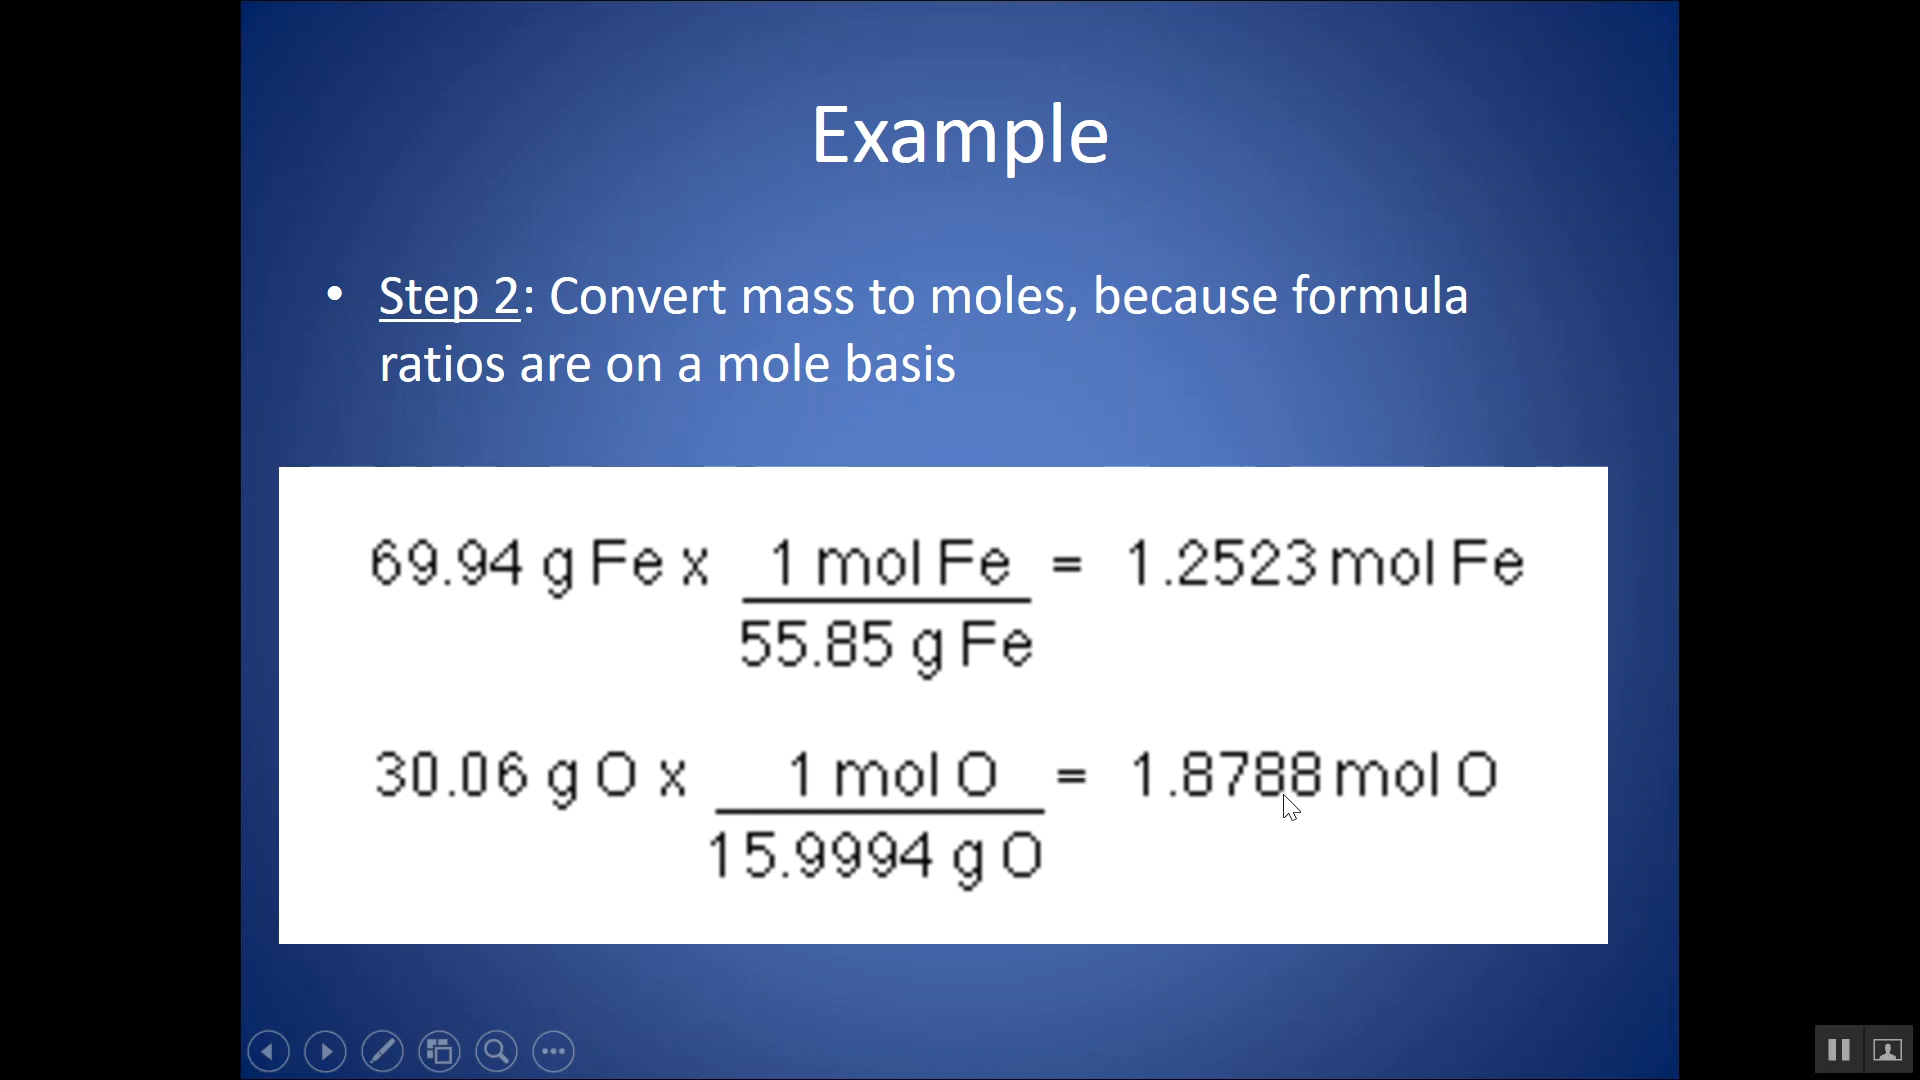 Example
• Step 2: Convert mass to moles, because formula
ratios are on a mole basis
69.94 g Fe x 1 mol Fe = 1.2523 mol Fe
55.85 g Fe
30.06 g O x 1 mol O = 1.8788 mol O
15.9994 g O